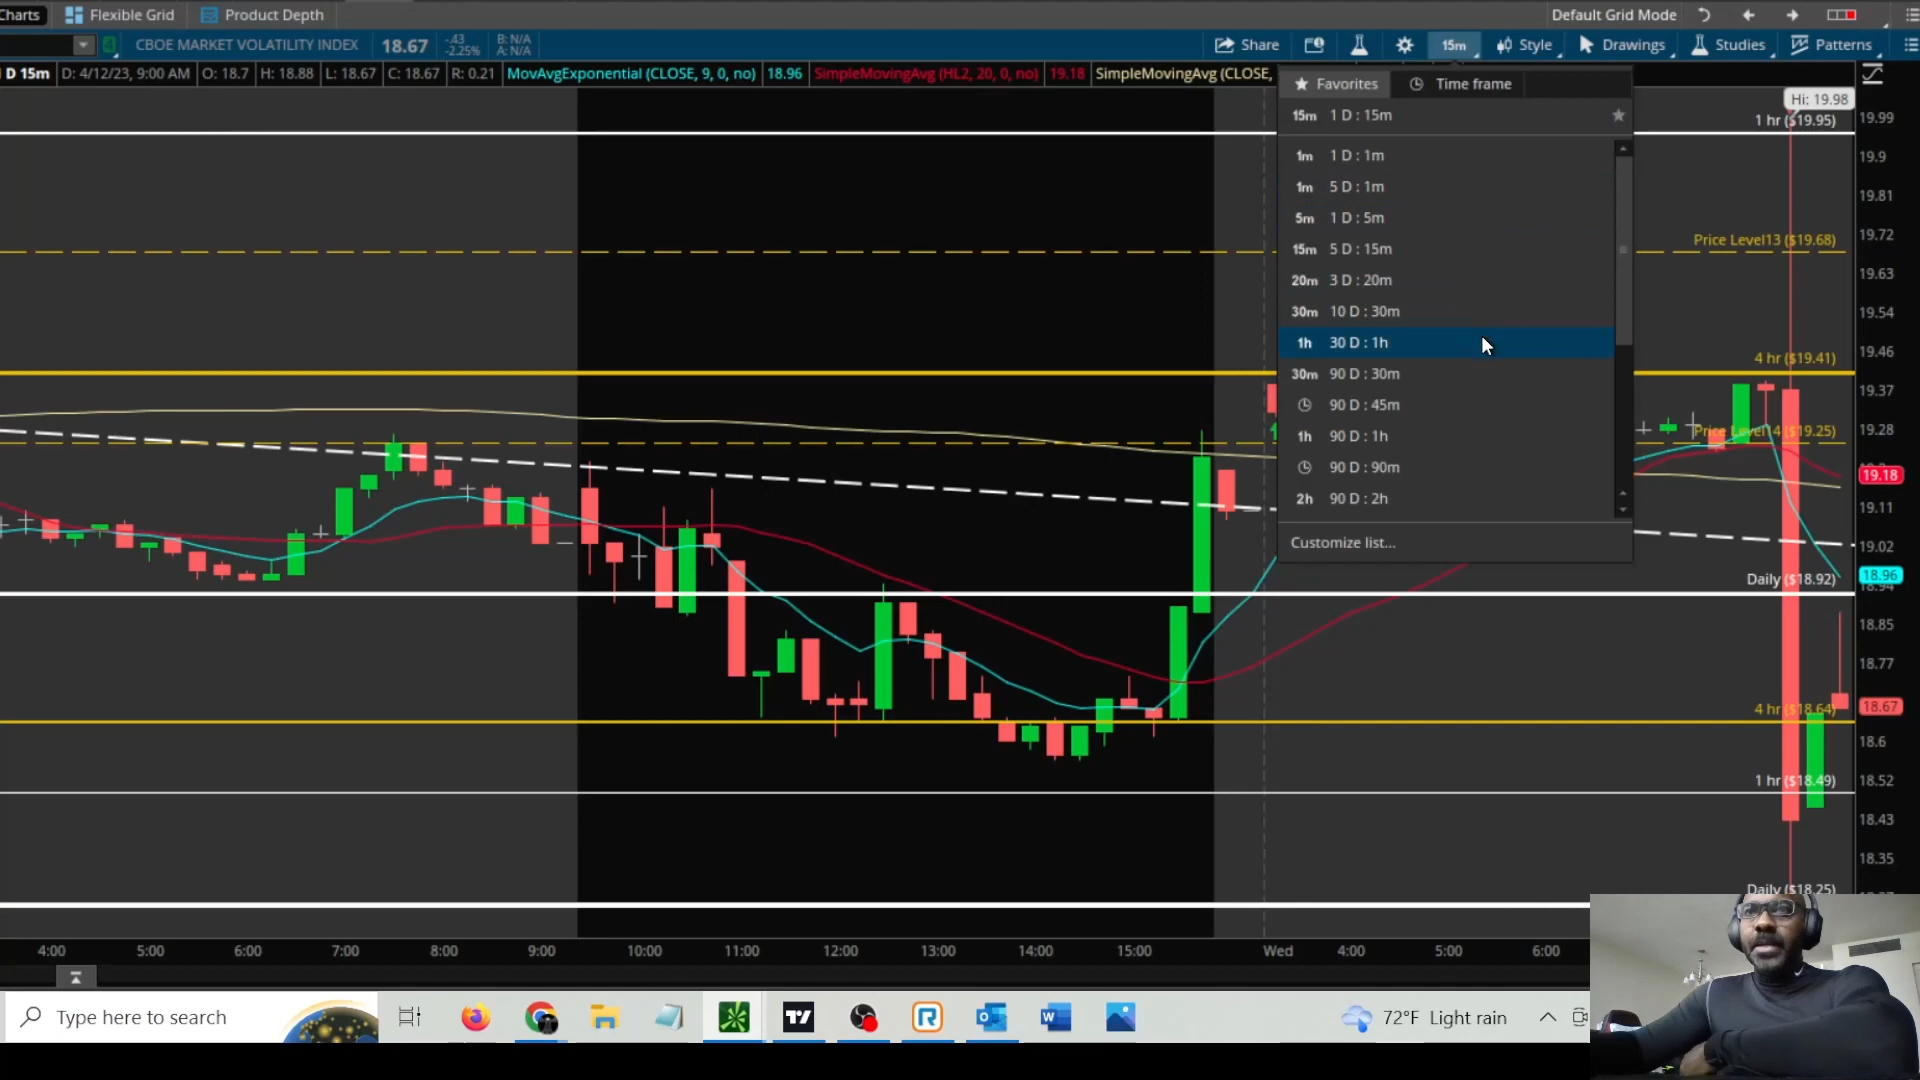 Charts Flexible Grid Product Depth Default Grid Mode
CBOE MARKET VOLATILITY INDEX 18.67 -.43 -2.25% B: N/A A: N/A Share 15m Style Drawings Studies Patterns
D 15m D: 4/12/23, 9:00 AM O: 18.7 H: 18.88 L: 18.67 C: 18.67 R: 0.21 MovAvgExponential (CLOSE, 9, 0, no) 18.96 SimpleMovingAvg (HL2, 20, 0, no) 19.18 SimpleMovingAvg (CLOSE,
Favorites Time frame
15m 1 D : 15m
1m 1 D : 1m
1m 5 D : 1m
5m 1 D : 5m
15m 5 D : 15m
20m 3 D : 20m
30m 10 D : 30m
1h 30 D : 1h
30m 90 D : 30m
90 D : 45m
1h 90 D : 1h
90 D : 90m
2h 90 D : 2h
Customize list...
Hi: 19.98
1 hr ($19.95)
Price Level13 ($19.68)
4 hr ($19.41)
Price Level14 ($19.25)
Daily ($18.92)
4 hr ($18.64)
1 hr ($18.49)
Daily ($18.25)
19.99
19.9
19.81
19.72
19.63
19.54
19.46
19.37
19.28
19.18
19.11
19.02
18.96
18.85
18.77
18.67
18.6
18.52
18.43
18.35
4:00 5:00 6:00 7:00 8:00 9:00 10:00 11:00 12:00 13:00 14:00 15:00 Wed 4:00 5:00 6:00
Type here to search 72°F Light rain